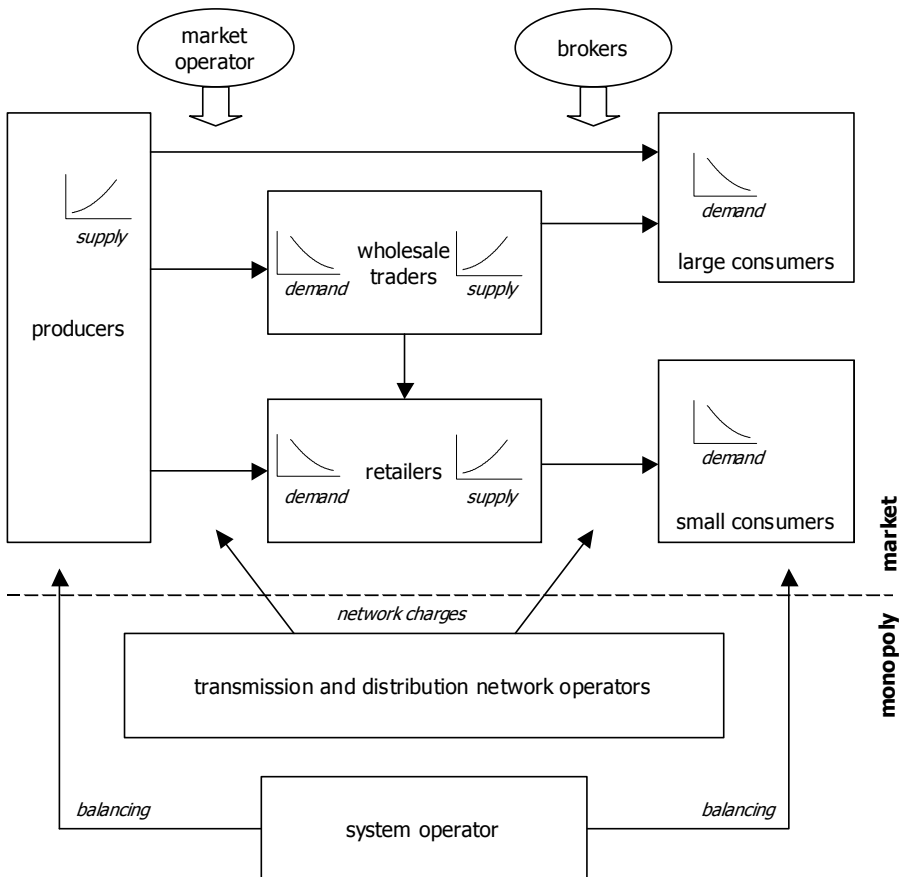 market
operator
brokers
supply
producers
demand
wholesale
traders
supply
demand
large consumers
demand
retailers
supply
demand
small consumers
market
network charges
monopoly
transmission and distribution network operators
balancing
system operator
balancing